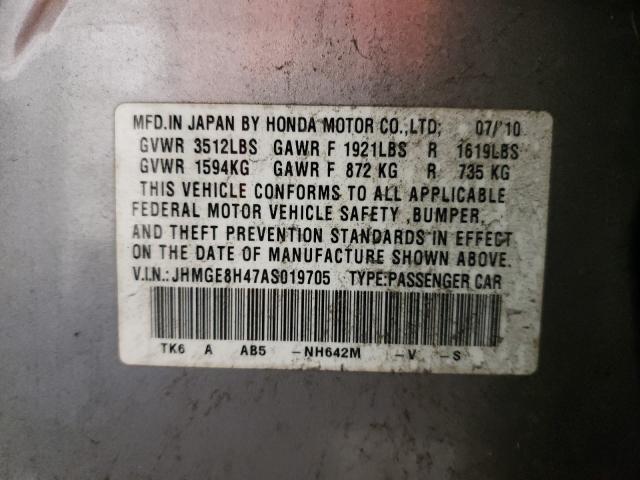 MFD.IN JAPAN BY HONDA MOTOR CO.,LTD; 07/'10
GVWR 3512LBS GAWR F 1921LBS R 1619LBS
GVWR 1594KG GAWR F 872 KG R 735 KG
THIS VEHICLE CONFORMS TO ALL APPLICABLE
FEDERAL MOTOR VEHICLE SAFETY ,BUMPER,
AND THEFT PREVENTION STANDARDS IN EFFECT
ON THE DATE OF MANUFACTURE SHOWN ABOVE.
V.I.N.: JHMGE8H47AS019705 TYPE:PASSENGER CAR
TK6 A AB5 -NH642M -V -S